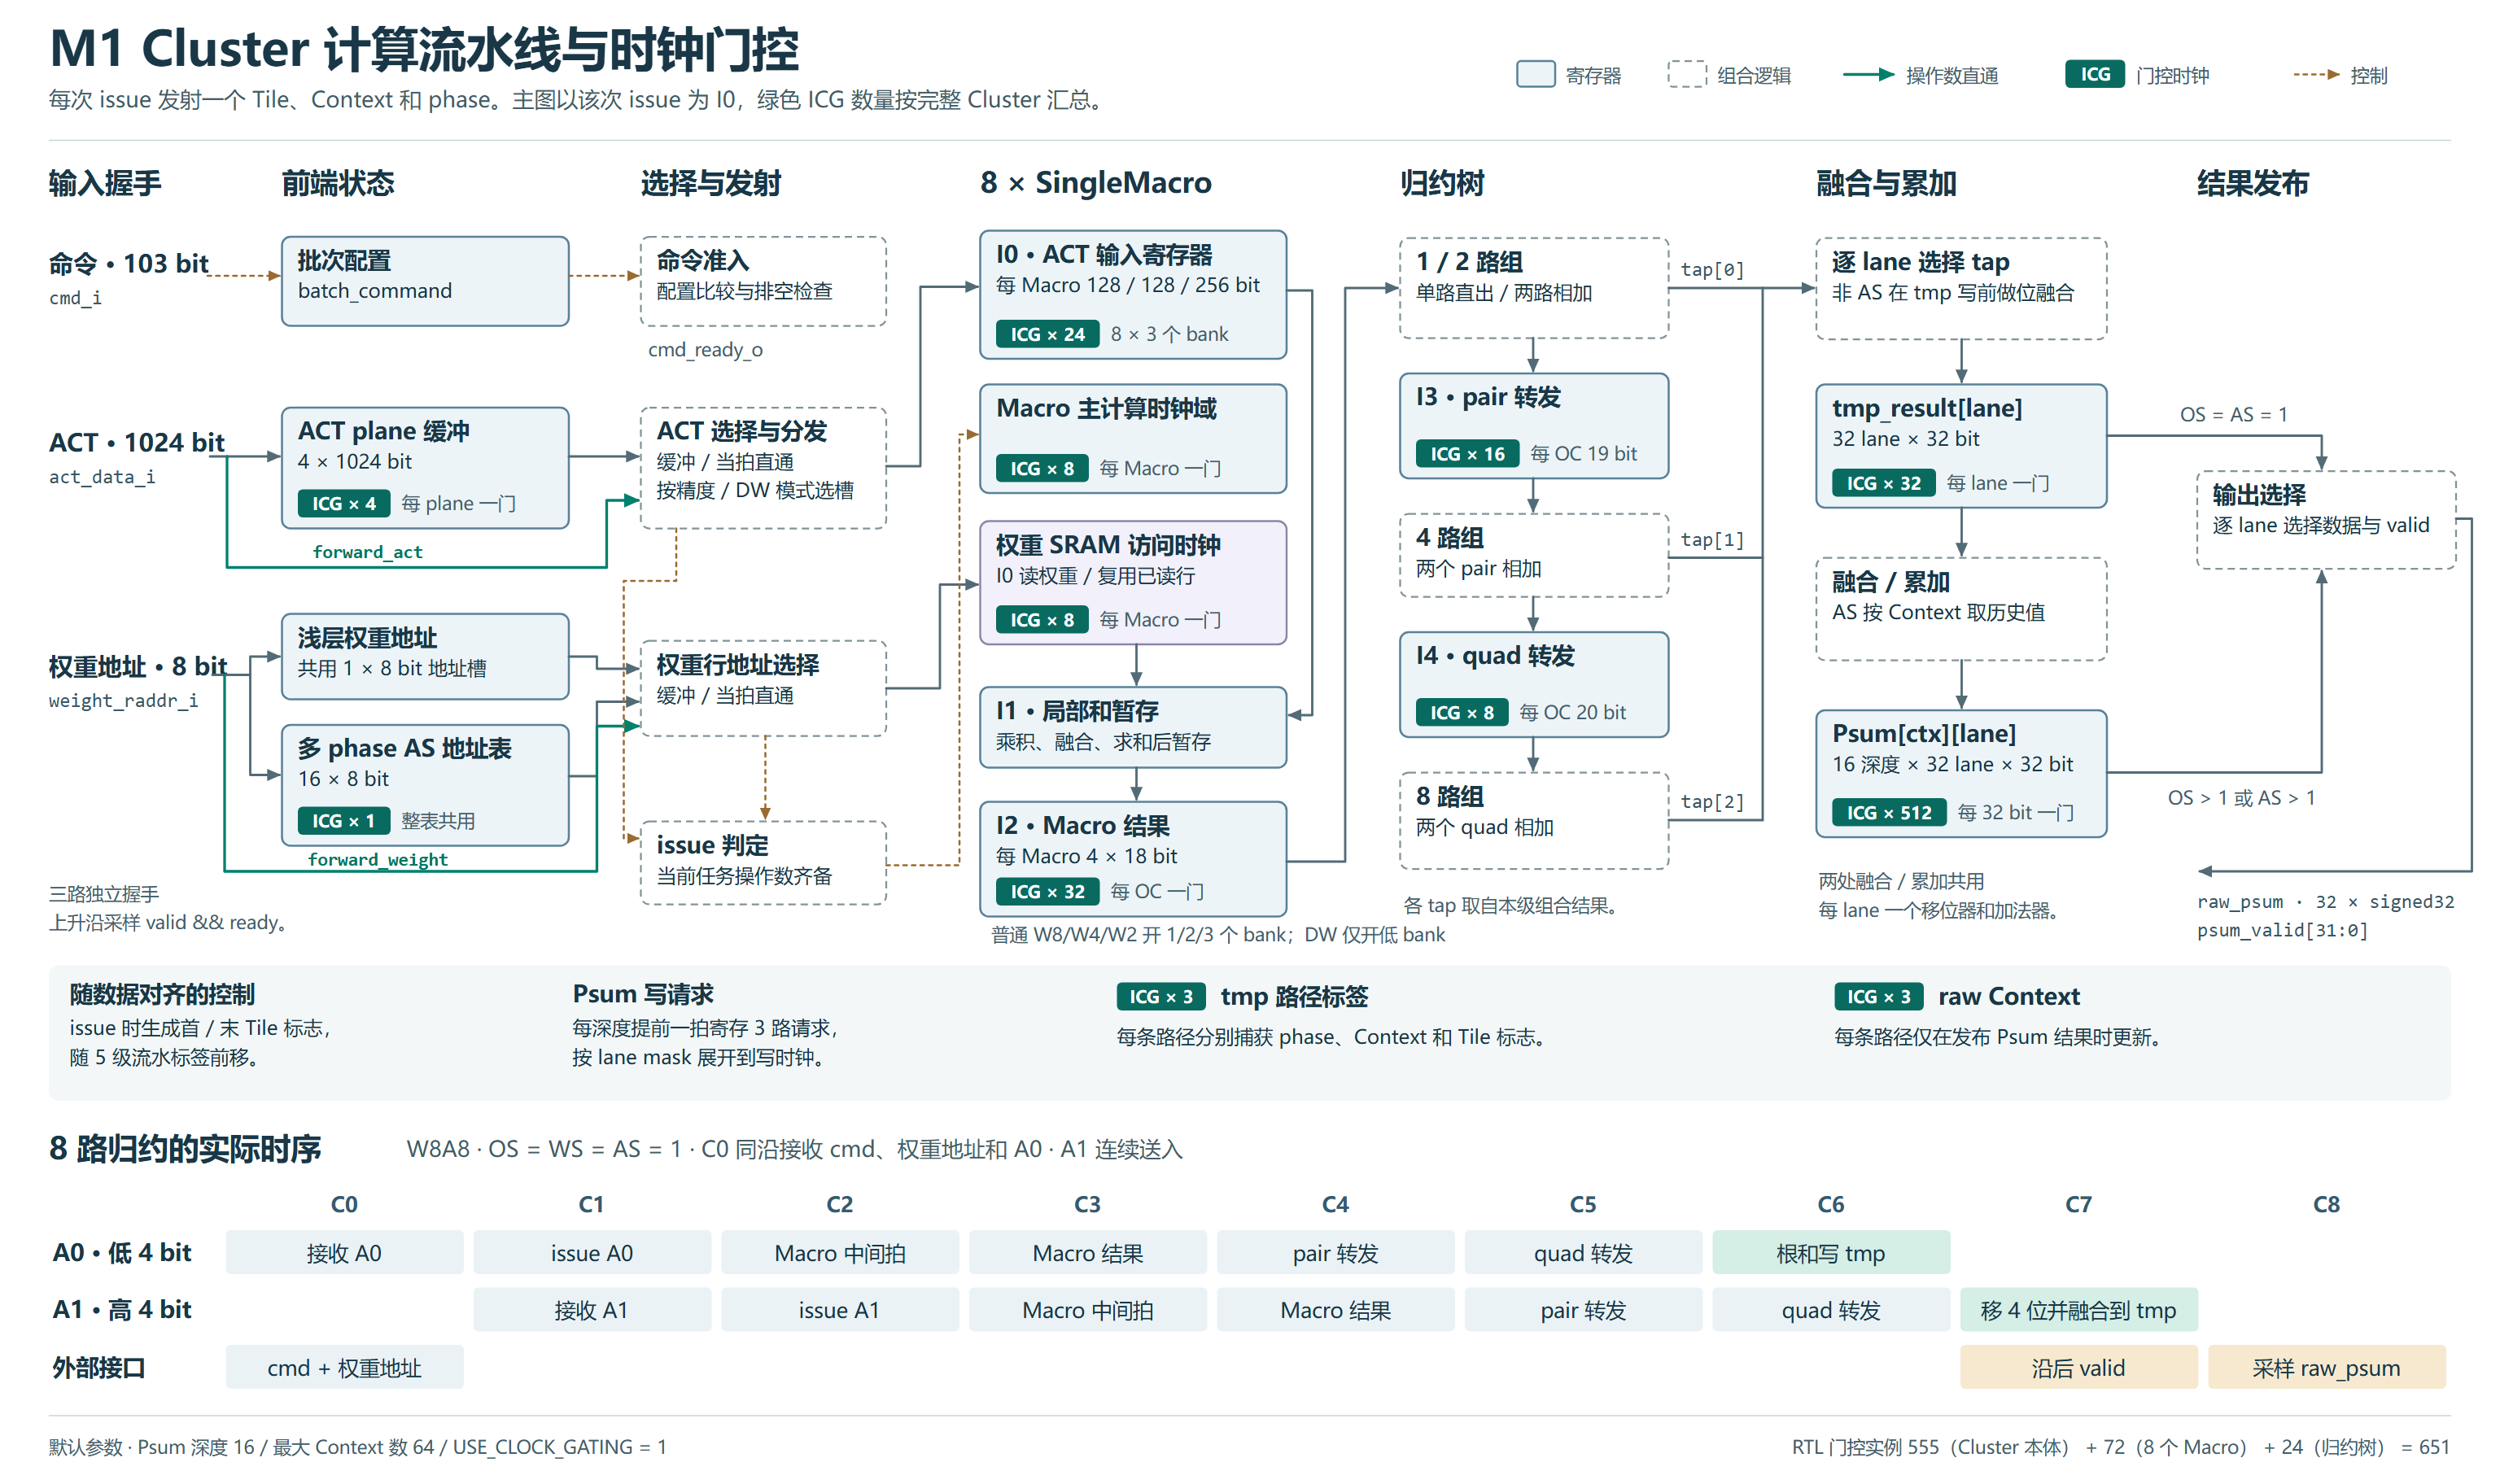 M1 Cluster 计算流水线与时钟门控
每次 issue 发射一个 Tile、Context 和 phase。主图以该次 issue 为 I0，绿色 ICG 数量按完整 Cluster 汇总。
寄存器
组合逻辑
操作数直通
ICG 门控时钟
控制
输入握手
前端状态
选择与发射
8 × SingleMacro
归约树
融合与累加
结果发布
命令 • 103 bit
cmd_i
ACT • 1024 bit
act_data_i
权重地址 • 8 bit
weight_raddr_i
三路独立握手
上升沿采样 valid && ready。
批次配置
batch_command
ACT plane 缓冲
4 × 1024 bit
ICG × 4 每 plane 一门
forward_act
浅层权重地址
共用 1 × 8 bit 地址槽
多 phase AS 地址表
16 × 8 bit
ICG × 1 整表共用
forward_weight
命令准入
配置比较与排空检查
cmd_ready_o
ACT 选择与分发
缓冲 / 当拍直通
按精度 / DW 模式选槽
权重行地址选择
缓冲 / 当拍直通
issue 判定
当前任务操作数齐备
I0 • ACT 输入寄存器
每 Macro 128 / 128 / 256 bit
ICG × 24 8 × 3 个 bank
Macro 主计算时钟域
ICG × 8 每 Macro 一门
权重 SRAM 访问时钟
I0 读权重 / 复用已读行
ICG × 8 每 Macro 一门
I1 • 局部和暂存
乘积、融合、求和后暂存
I2 • Macro 结果
每 Macro 4 × 18 bit
ICG × 32 每 OC 一门
普通 W8/W4/W2 开 1/2/3 个 bank；DW 仅开低 bank
1 / 2 路组
单路直出 / 两路相加
tap[0]
I3 • pair 转发
ICG × 16 每 OC 19 bit
4 路组
两个 pair 相加
tap[1]
I4 • quad 转发
ICG × 8 每 OC 20 bit
8 路组
两个 quad 相加
tap[2]
各 tap 取自本级组合结果。
逐 lane 选择 tap
非 AS 在 tmp 写前做位融合
tmp_result[lane]
32 lane × 32 bit
ICG × 32 每 lane 一门
融合 / 累加
AS 按 Context 取历史值
Psum[ctx][lane]
16 深度 × 32 lane × 32 bit
ICG × 512 每 32 bit 一门
两处融合 / 累加共用
每 lane 一个移位器和加法器。
OS = AS = 1
输出选择
逐 lane 选择数据与 valid
OS > 1 或 AS > 1
raw_psum · 32 × signed32
psum_valid[31:0]
随数据对齐的控制
issue 时生成首 / 末 Tile 标志，
随 5 级流水标签前移。
Psum 写请求
每深度提前一拍寄存 3 路请求，
按 lane mask 展开到写时钟。
ICG × 3 tmp 路径标签
每条路径分别捕获 phase、Context 和 Tile 标志。
ICG × 3 raw Context
每条路径仅在发布 Psum 结果时更新。
8 路归约的实际时序
W8A8 · OS = WS = AS = 1 · C0 同沿接收 cmd、权重地址和 A0 · A1 连续送入
C0 C1 C2 C3 C4 C5 C6 C7 C8
A0 • 低 4 bit 接收 A0 issue A0 Macro 中间拍 Macro 结果 pair 转发 quad 转发 根和写 tmp
A1 • 高 4 bit 接收 A1 issue A1 Macro 中间拍 Macro 结果 pair 转发 quad 转发 移 4 位并融合到 tmp
外部接口 cmd + 权重地址 沿后 valid 采样 raw_psum
默认参数 · Psum 深度 16 / 最大 Context 数 64 / USE_CLOCK_GATING = 1
RTL 门控实例 555（Cluster 本体） + 72（8 个 Macro） + 24（归约树） = 651